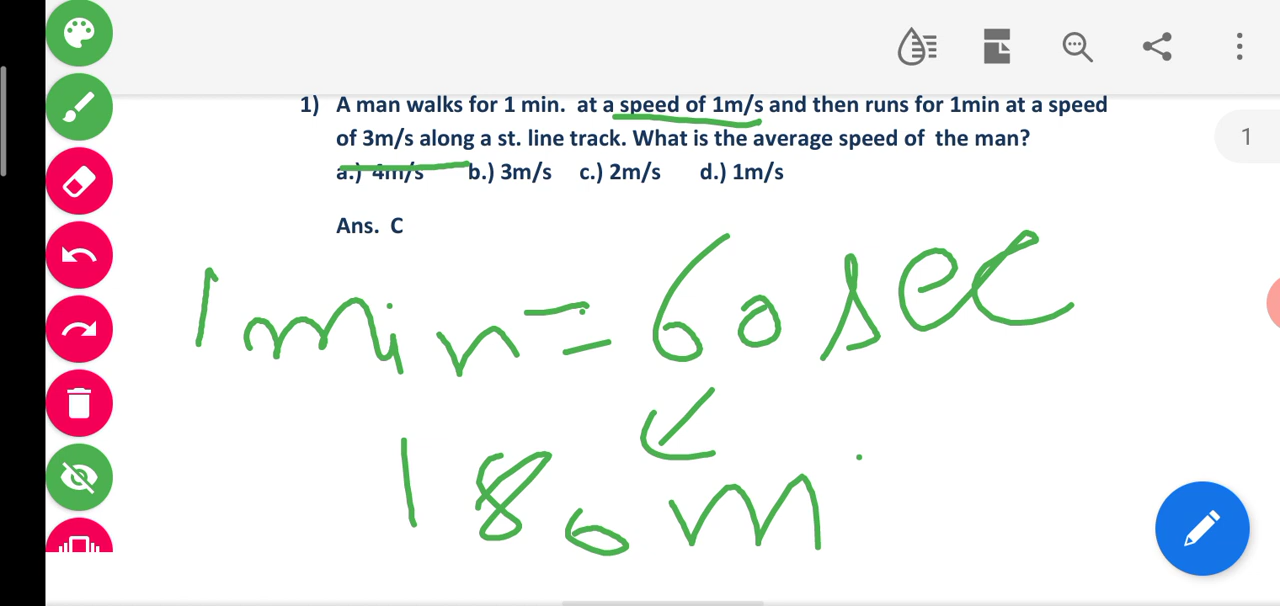 1) A man walks for 1 min. at a speed of 1m/s and then runs for 1min at a speed
of 3m/s along a st. line track. What is the average speed of the man?
a.) 4m/s b.) 3m/s c.) 2m/s d.) 1m/s
Ans. C
1
1 min = 60 sec
180 m